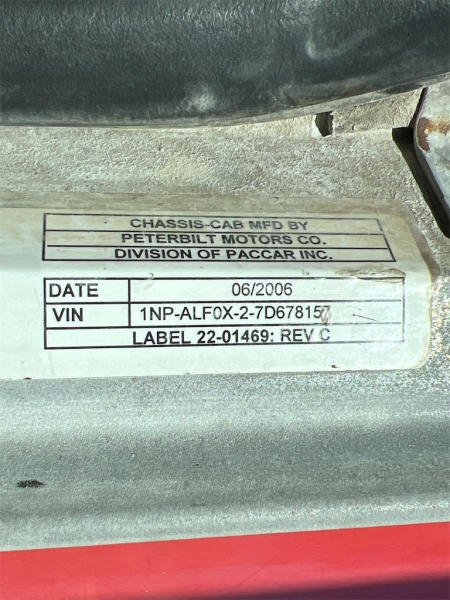 CHASSIS-CAB MFD BY
PETERBILT MOTORS CO.
DIVISION OF PACCAR INC.
DATE 06/2006
VIN 1NP-ALF0X-2-7D678157
LABEL 22-01469: REV C